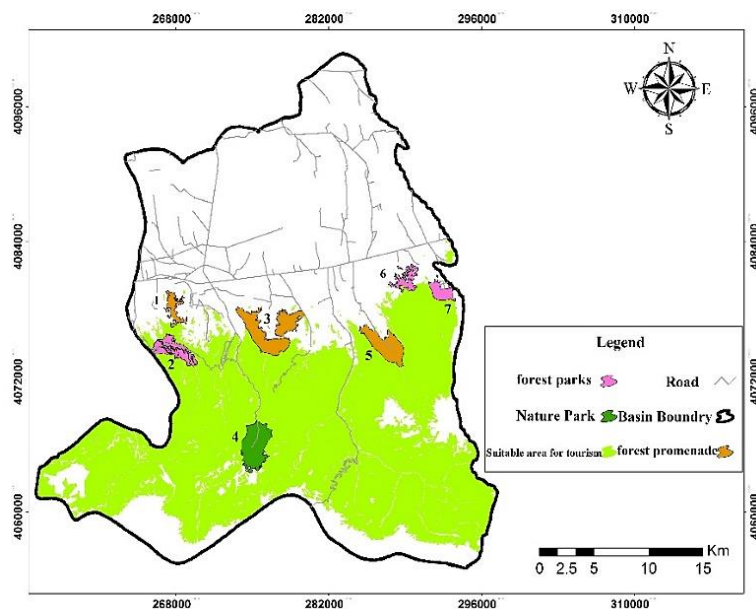 268000 282000 296000 310000
N
W E
S
4096000 4096000
4084000 4084000
6
1
7
3
2
5
4072000 4072000
4
4060000 4060000
Legend
forest parks Road
Nature Park Basin Boundry
Suitable area for tourism forest promenade
Km
0 2.5 5 10 15
268000 282000 296000 310000